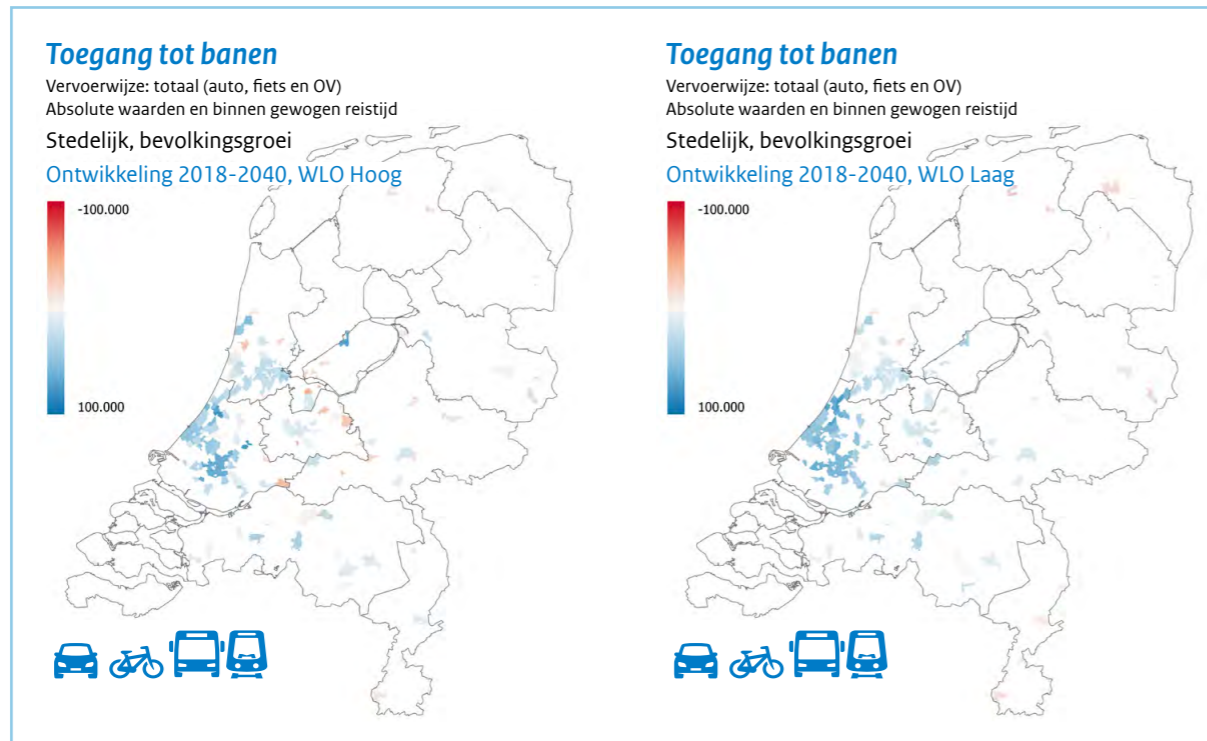 Toegang tot banen
Vervoerwijze: totaal (auto, fiets en OV)
Absolute waarden en binnen gewogen reistijd
Stedelijk, bevolkingsgroei
Ontwikkeling 2018-2040, WLO Hoog
-100.000
100.000
Toegang tot banen
Vervoerwijze: totaal (auto, fiets en OV)
Absolute waarden en binnen gewogen reistijd
Stedelijk, bevolkingsgroei
Ontwikkeling 2018-2040, WLO Laag
-100.000
100.000